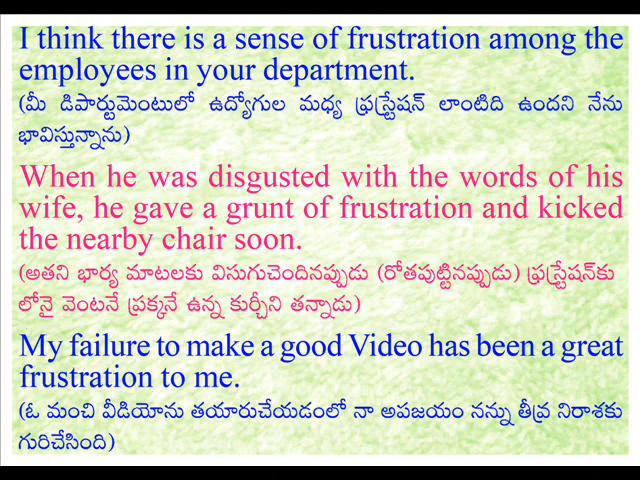 I think there is a sense of frustration among the
employees in your department.
(మీ డిపార్టుమెంటులో ఉద్యోగుల మధ్య ఫ్రస్ట్రేషన్ లాంటిది ఉందని నేను
భావిస్తున్నాను)
When he was disgusted with the words of his
wife, he gave a grunt of frustration and kicked
the nearby chair soon.
(అతని భార్య మాటలకు విసుగుచెందినప్పుడు (రోతపుట్టినప్పుడు) ఫ్రస్ట్రేషన్‌కు
లోనై వెంటనే ప్రక్కనే ఉన్న కుర్చీని తన్నాడు)
My failure to make a good Video has been a great
frustration to me.
(ఓ మంచి వీడియోను తయారుచేయడంలో నా అపజయం నన్ను తీవ్ర నిరాశకు
గురిచేసింది)